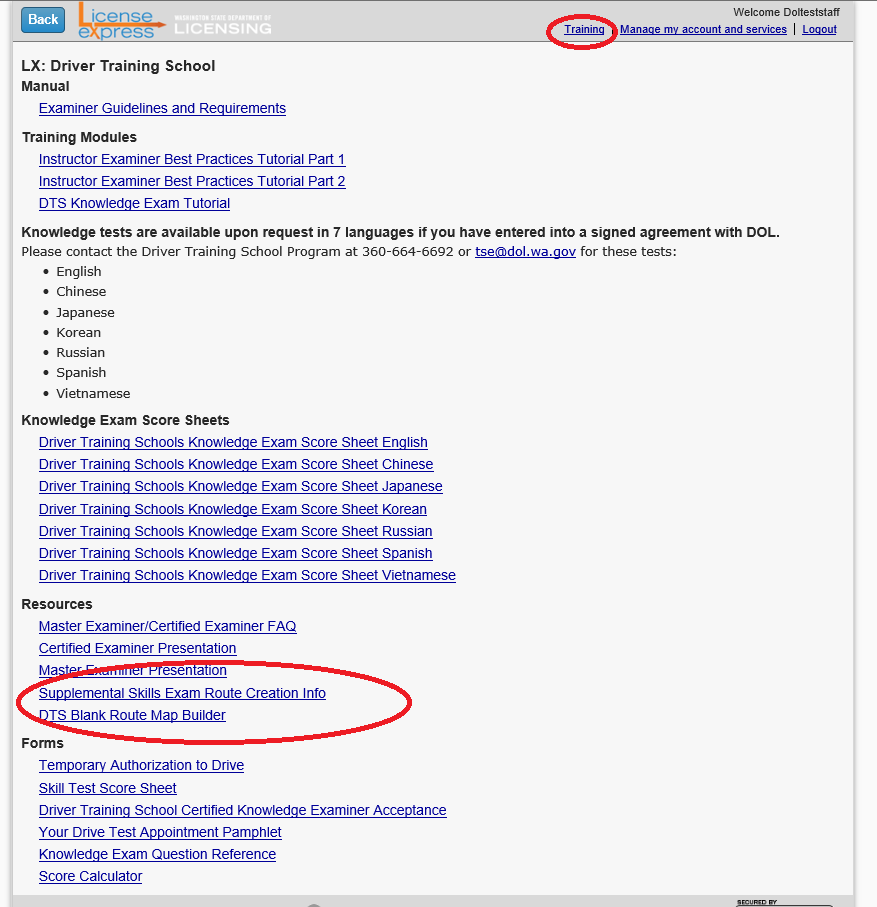 Back
License
eXpress
WASHINGTON STATE DEPARTMENT OF
LICENSING
Welcome Dolteststaff
Training | Manage my account and services | Logout
LX: Driver Training School
Manual
Examiner Guidelines and Requirements
Training Modules
Instructor Examiner Best Practices Tutorial Part 1
Instructor Examiner Best Practices Tutorial Part 2
DTS Knowledge Exam Tutorial
Knowledge tests are available upon request in 7 languages if you have entered into a signed agreement with DOL.
Please contact the Driver Training School Program at 360-664-6692 or tse@dol.wa.gov for these tests:
• English
• Chinese
• Japanese
• Korean
• Russian
• Spanish
• Vietnamese
Knowledge Exam Score Sheets
Driver Training Schools Knowledge Exam Score Sheet English
Driver Training Schools Knowledge Exam Score Sheet Chinese
Driver Training Schools Knowledge Exam Score Sheet Japanese
Driver Training Schools Knowledge Exam Score Sheet Korean
Driver Training Schools Knowledge Exam Score Sheet Russian
Driver Training Schools Knowledge Exam Score Sheet Spanish
Driver Training Schools Knowledge Exam Score Sheet Vietnamese
Resources
Master Examiner/Certified Examiner FAQ
Certified Examiner Presentation
Master Examiner Presentation
Supplemental Skills Exam Route Creation Info
DTS Blank Route Map Builder
Forms
Temporary Authorization to Drive
Skill Test Score Sheet
Driver Training School Certified Knowledge Examiner Acceptance
Your Drive Test Appointment Pamphlet
Knowledge Exam Question Reference
Score Calculator
SECURED BY